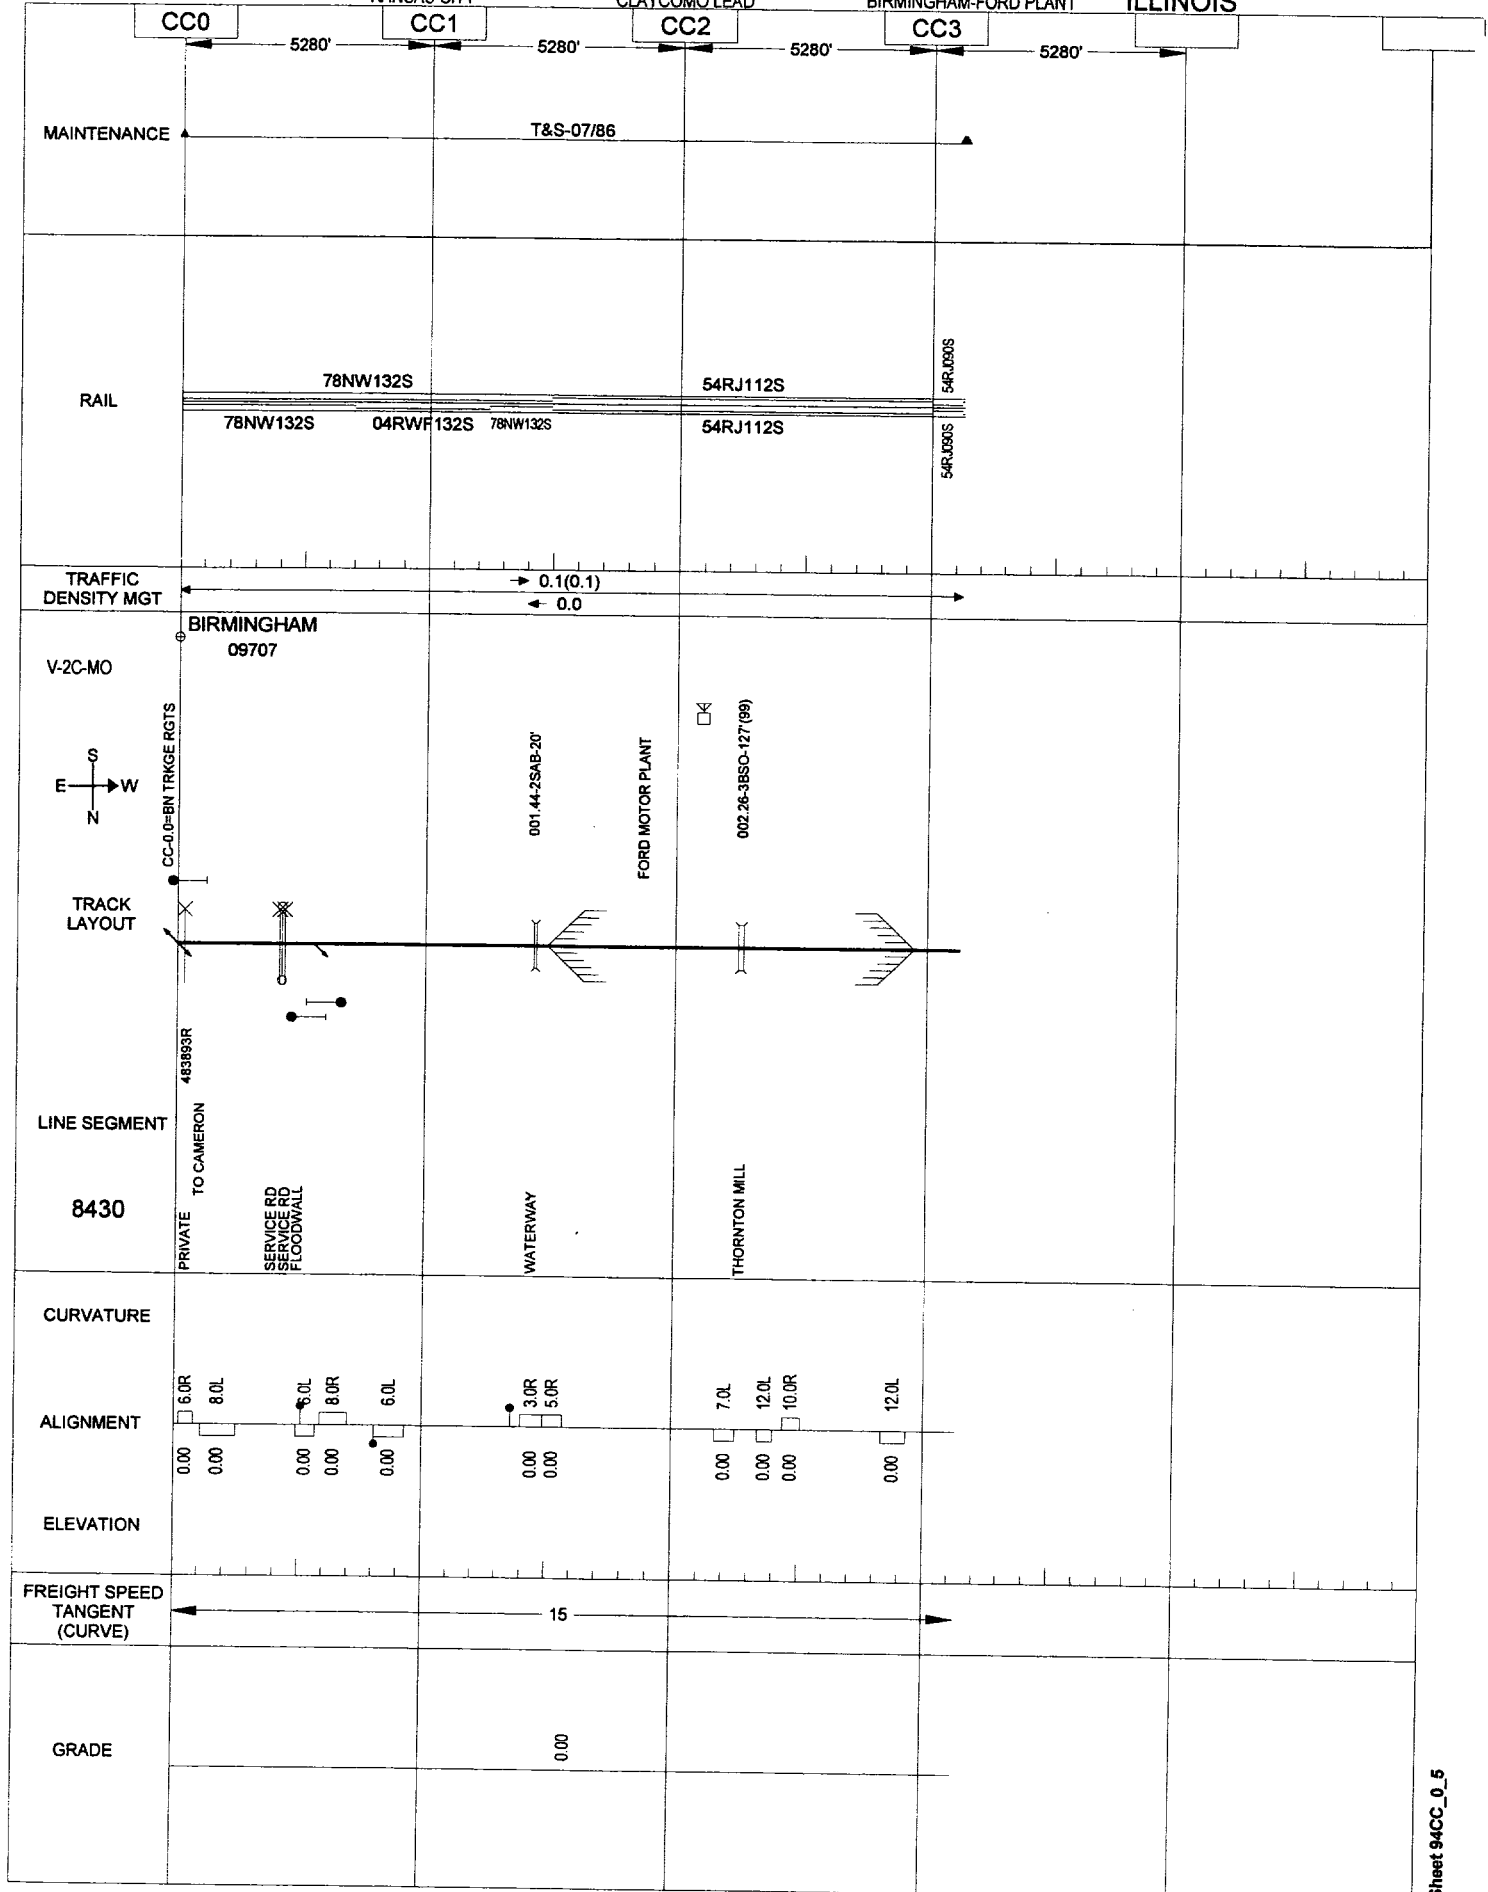 KANSAS CITY CLAYCOMO LEAD BIRMINGHAM-FORD PLANT ILLINOIS
CC0 CC1 CC2 CC3
5280' 5280' 5280' 5280'
MAINTENANCE T&S-07/86
54RJ090S
78NW132S 54RJ112S
RAIL
78NW132S 04RWF132S 78NW132S 54RJ112S
54RJ090S
TRAFFIC
DENSITY MGT
0.1(0.1)
0.0
BIRMINGHAM
09707
V-2C-MO
CC-0.0=BN TRKGE RGTS
001.44-2SAB-20'
FORD MOTOR PLANT
002.26-3BSO-127'(99)
S
E W
N
TRACK
LAYOUT
483893R
LINE SEGMENT
TO CAMERON
8430
PRIVATE
SERVICE RD
SERVICE RD
FLOODWALL
WATERWAY
THORNTON MILL
CURVATURE
6.0R 8.0L 6.0L 8.0R 6.0L 3.0R 5.0R 7.0L 12.0L 10.0R 12.0L
ALIGNMENT
0.00 0.00 0.00 0.00 0.00 0.00 0.00 0.00 0.00 0.00 0.00
ELEVATION
FREIGHT SPEED
TANGENT
(CURVE)
15
GRADE
0.00
Sheet 94CC_0_5